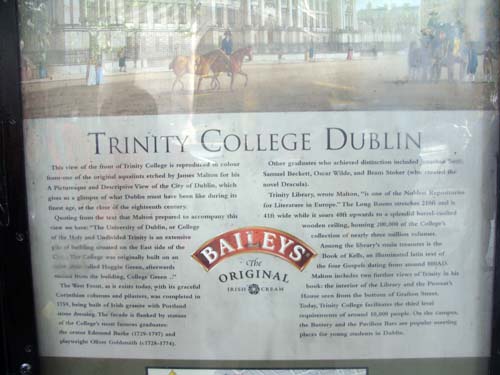 TRINITY COLLEGE DUBLIN
This view of the front of Trinity College is reproduced in colour
from one of the original aquatints etched by James Malton for his
A Picturesque and Descriptive View of the City of Dublin, which
gives us a glimpse of what Dublin must have been like during its
finest age, at the close of the eighteenth century.
Quoting from the text that Malton prepared to accompany this
view we have: "The University of Dublin, or College
of the Holy and Undivided Trinity is an extensive
pile of building situated on the East side of the
City. The College was originally built on an
called Hoggin Green, afterwards
from the building, College Green ..."
The West Front, as it exists today, with its graceful
Corinthian columns and pilasters, was completed in
1759, being built of Irish granite with Portland
stone dressing. The facade is flanked by statues
of the College's most famous graduates:
the orator Edmund Burke (1729-1797) and
playwright Oliver Goldsmith (c1728-1774).
BAILEYS
The
ORIGINAL
IRISH CREAM
Other graduates who achieved distinction included Jonathan Swift,
Samuel Beckett, Oscar Wilde, and Bram Stoker (who created the
novel Dracula).
Trinity Library, wrote Malton, "is one of the Noblest Repositories
for Literature in Europe." The Long Room stretches 210ft and is
41ft wide while it soars 40ft upwards to a splendid barrel-vaulted
wooden ceiling, housing 200,000 of the College's
collection of nearly three million volumes.
Among the library's main treasures is the
Book of Kells, an illuminated latin text of
the four Gospels dating from around 800AD.
Malton includes two further views of Trinity in his
book: the interior of the Library and the Provost's
House seen from the bottom of Grafton Street.
Today, Trinity College facilitates the third level
requirements of around 10,000 people. On the campus,
the Buttery and the Pavilion Bars are popular meeting
places for young students in Dublin.